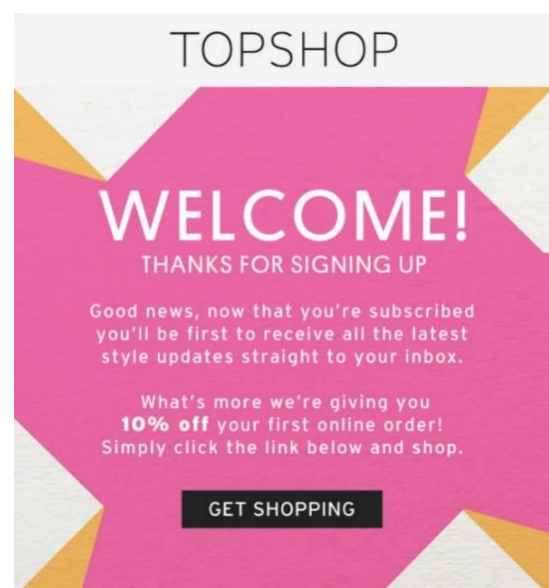 TOPSHOP
WELCOME!
THANKS FOR SIGNING UP
Good news, now that you're subscribed
you'll be first to receive all the latest
style updates straight to your inbox.
What's more we're giving you
10% off your first online order!
Simply click the link below and shop.
GET SHOPPING